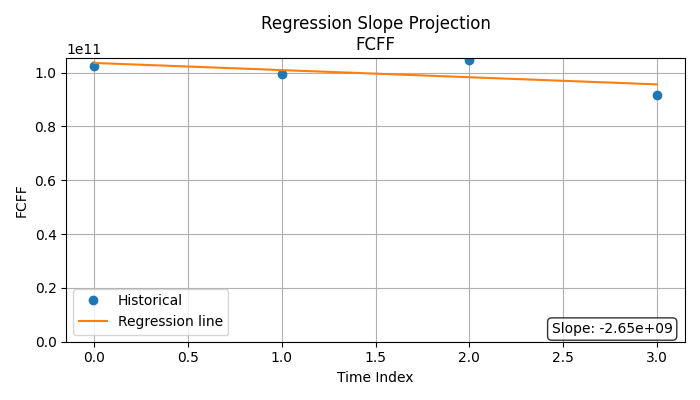 Regression Slope Projection
FCFF
1e11
1.0
0.8
0.6
0.4
0.2
0.0
FCFF
Historical
Regression line
Slope: -2.65e+09
0.0 0.5 1.0 1.5 2.0 2.5 3.0
Time Index